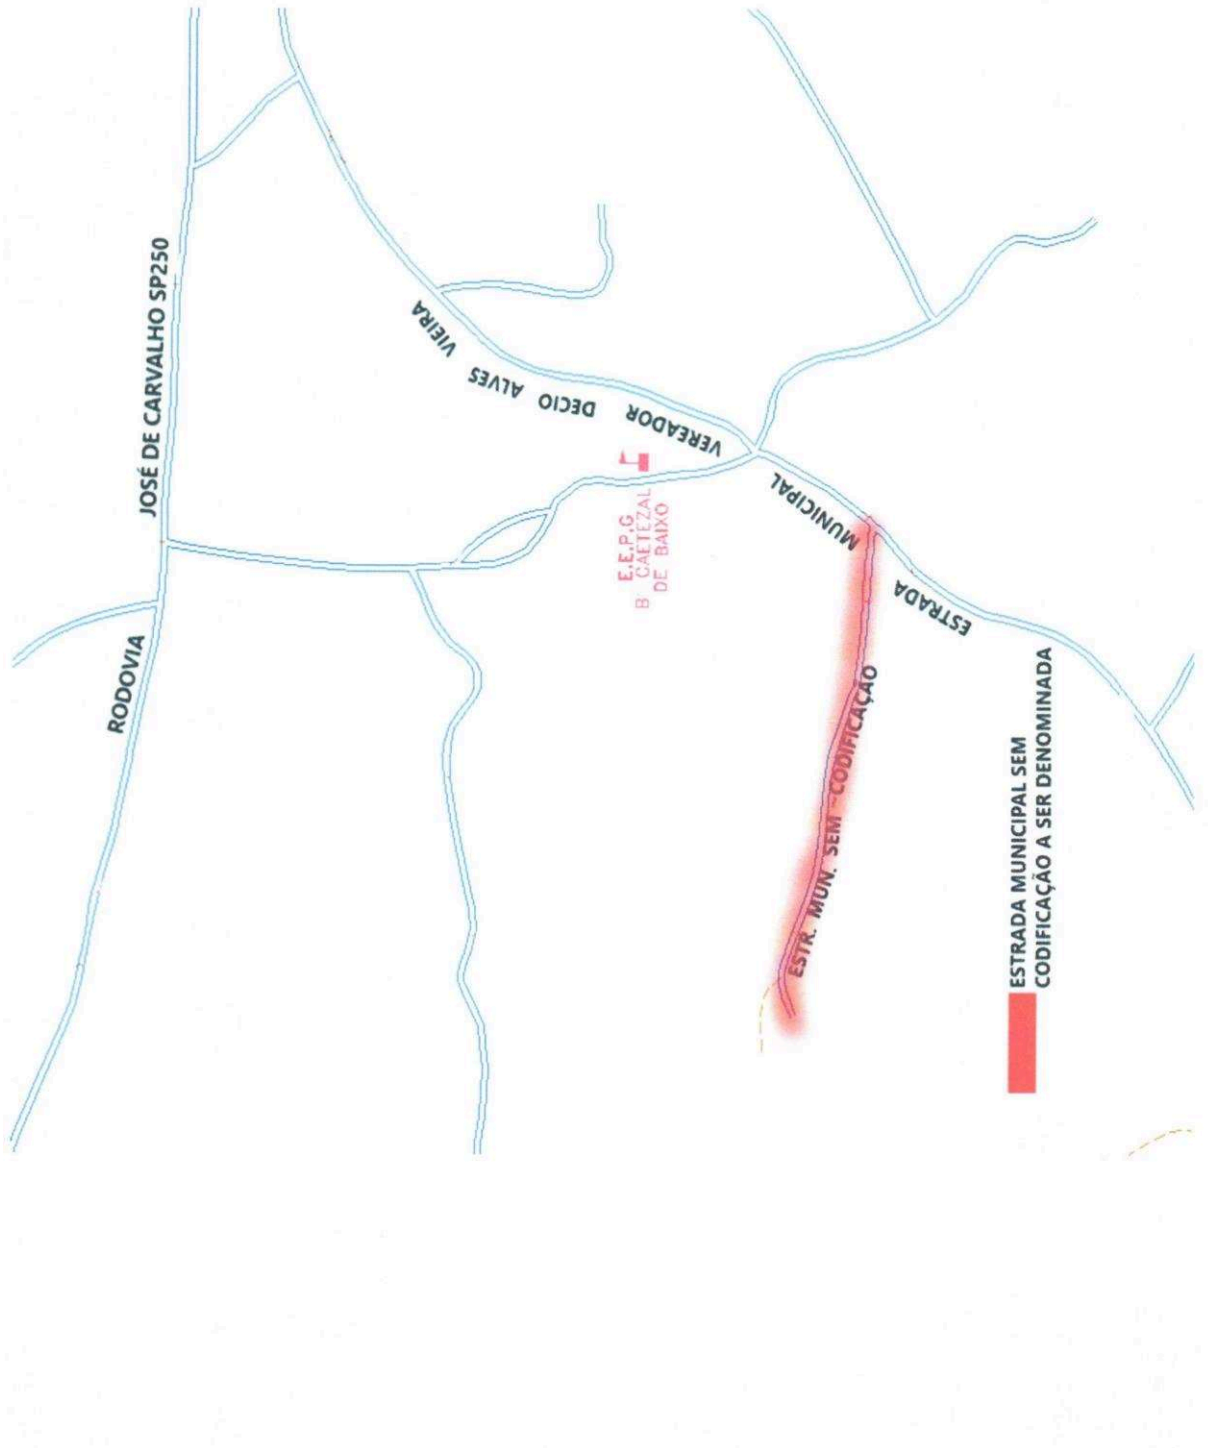 RODOVIA JOSÉ DE CARVALHO SP250
ESTRADA MUNICIPAL VEREADOR DECIO ALVES VIEIRA
E.E.P.G
B CAETEZAL
DE BAIXO
ESTR. MUN. SEM CODIFICAÇÃO
ESTRADA MUNICIPAL SEM
CODIFICAÇÃO A SER DENOMINADA